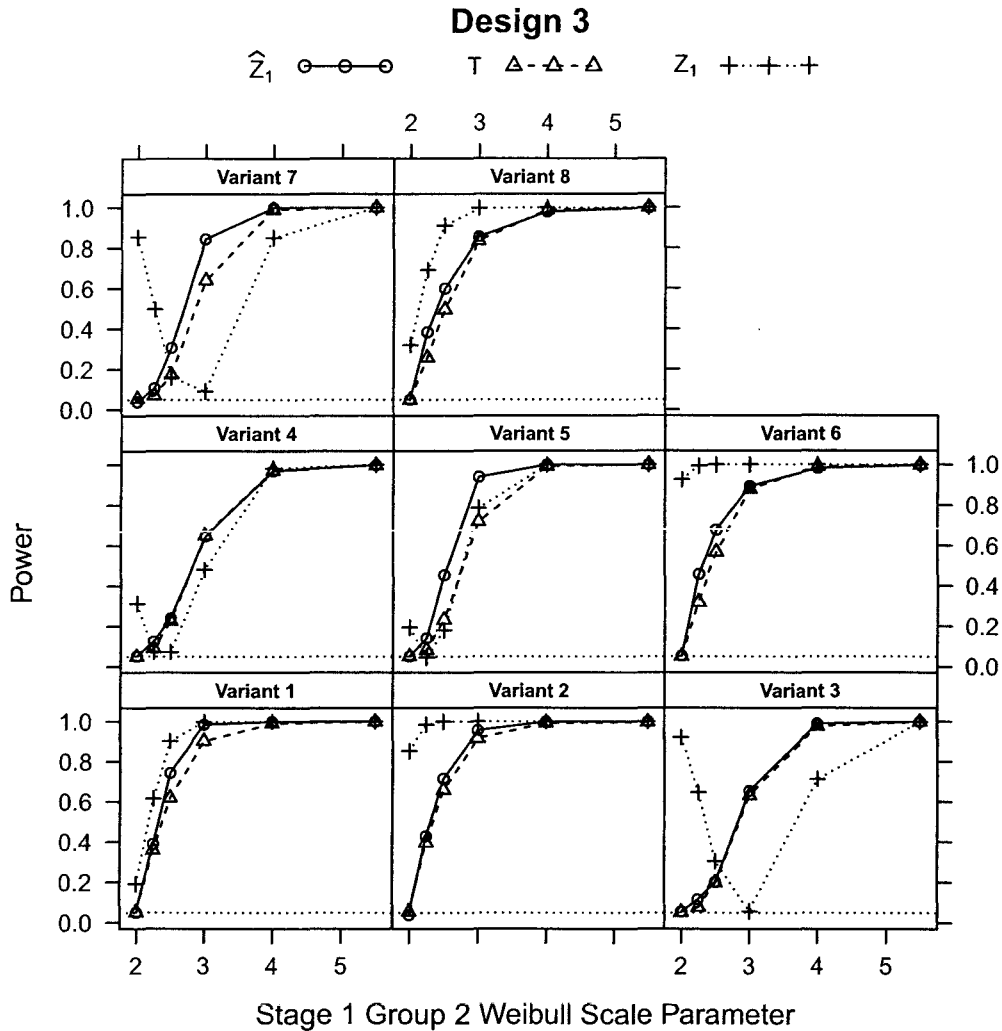 Design 3
Ẑ1 T Z1
2 3 4 5
Variant 7 Variant 8
1.0
0.8
0.6
0.4
0.2
0.0
Variant 4 Variant 5 Variant 6
1.0
0.8
0.6
0.4
0.2
0.0
Power
Variant 1 Variant 2 Variant 3
1.0
0.8
0.6
0.4
0.2
0.0
2 3 4 5 2 3 4 5
Stage 1 Group 2 Weibull Scale Parameter